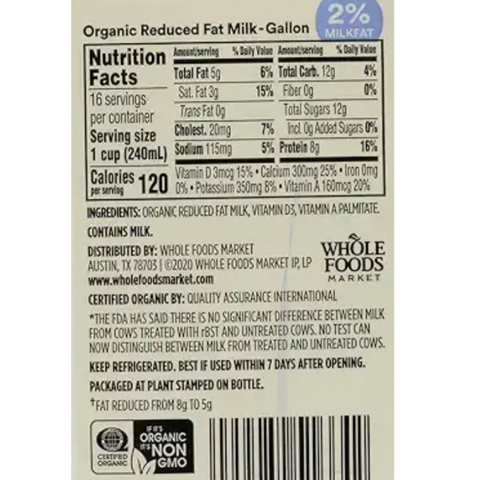 Organic Reduced Fat Milk-Gallon
2%
MILKFAT
Nutrition
Facts
16 servings
per container
Serving size
1 cup (240mL)
Calories
per serving 120
Amount/serving % Daily Value
Total Fat 5g 6%
Sat. Fat 3g 15%
Trans Fat 0g
Cholest. 20mg 7%
Sodium 115mg 5%
Amount/serving % Daily Value
Total Carb. 12g 4%
Fiber 0g 0%
Total Sugars 12g
Incl. 0g Added Sugars 0%
Protein 8g 16%
Vitamin D 3mcg 15% • Calcium 300mg 25% • Iron 0mg
0% • Potassium 350mg 8% • Vitamin A 160mcg 20%
INGREDIENTS: ORGANIC REDUCED FAT MILK, VITAMIN D3, VITAMIN A PALMITATE.
CONTAINS MILK.
DISTRIBUTED BY: WHOLE FOODS MARKET
AUSTIN, TX 78703 | ©2020 WHOLE FOODS MARKET IP, LP
www.wholefoodsmarket.com
WHOLE
FOODS
MARKET
CERTIFIED ORGANIC BY: QUALITY ASSURANCE INTERNATIONAL
*THE FDA HAS SAID THERE IS NO SIGNIFICANT DIFFERENCE BETWEEN MILK
FROM COWS TREATED WITH rBST AND UNTREATED COWS. NO TEST CAN
NOW DISTINGUISH BETWEEN MILK FROM TREATED AND UNTREATED COWS.
KEEP REFRIGERATED. BEST IF USED WITHIN 7 DAYS AFTER OPENING.
PACKAGED AT PLANT STAMPED ON BOTTLE.
†FAT REDUCED FROM 8g TO 5g
CERTIFIED
ORGANIC
IF IT'S
ORGANIC
IT'S NON
GMO